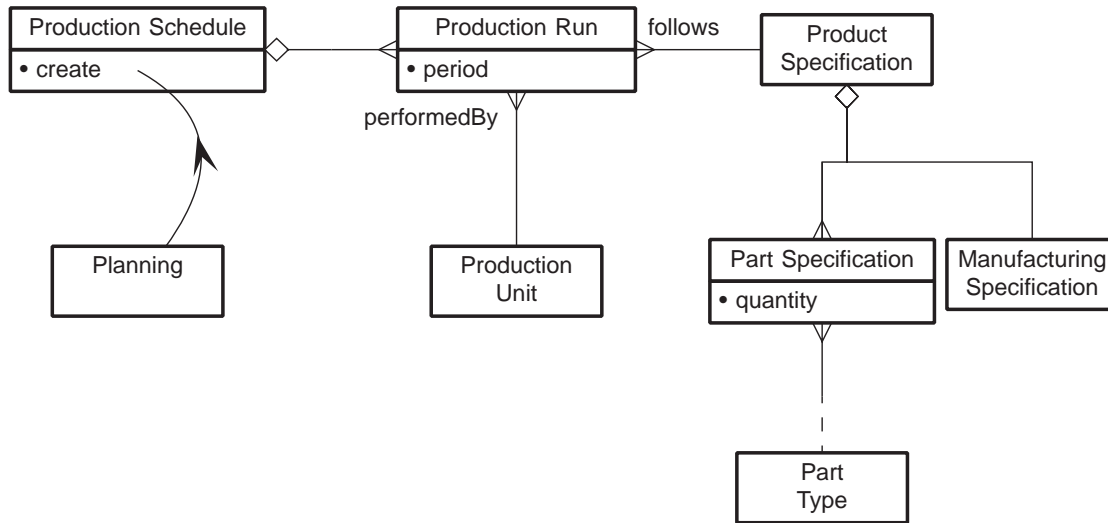 Production Schedule
• create
Production Run
• period
follows
Product
Specification
performedBy
Planning
Production
Unit
Part Specification
• quantity
Manufacturing
Specification
Part
Type